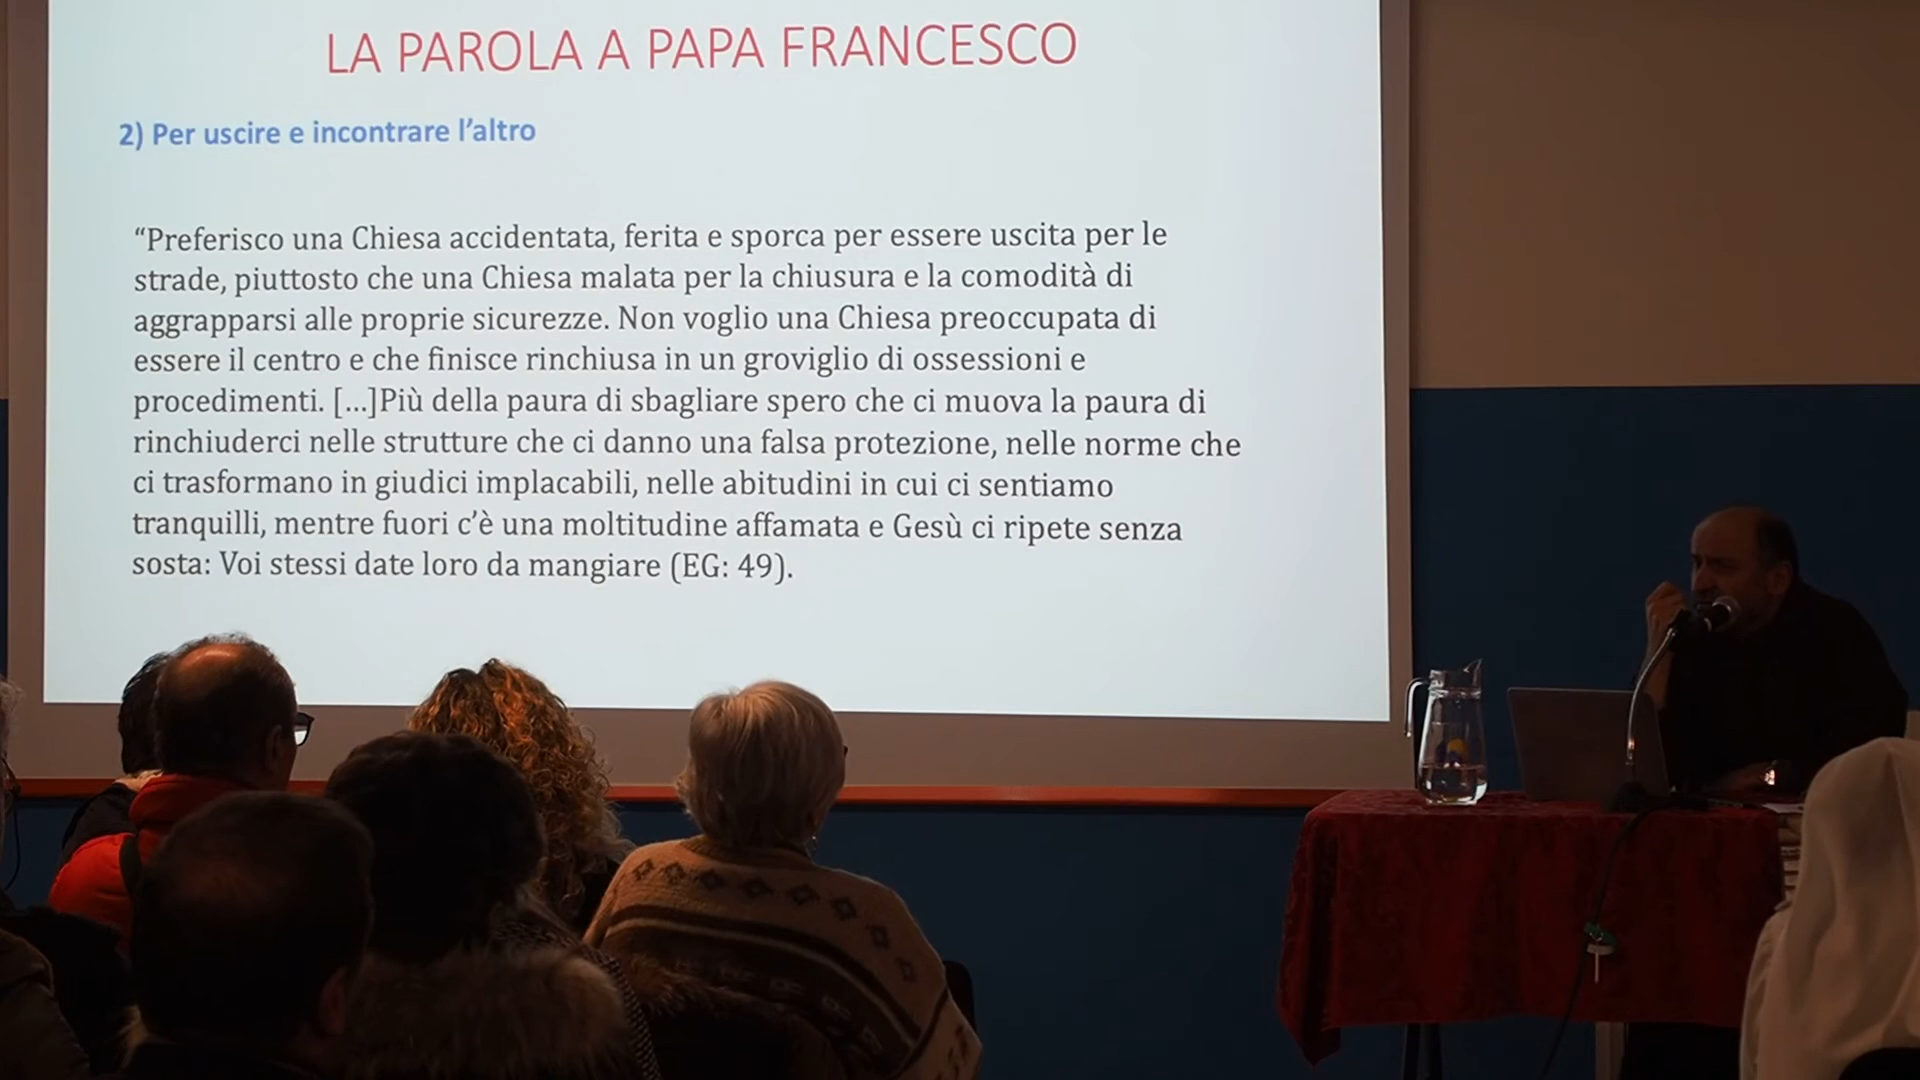 LA PAROLA A PAPA FRANCESCO
2) Per uscire e incontrare l’altro
“Preferisco una Chiesa accidentata, ferita e sporca per essere uscita per le
strade, piuttosto che una Chiesa malata per la chiusura e la comodità di
aggrapparsi alle proprie sicurezze. Non voglio una Chiesa preoccupata di
essere il centro e che finisce rinchiusa in un groviglio di ossessioni e
procedimenti. [...]Più della paura di sbagliare spero che ci muova la paura di
rinchiuderci nelle strutture che ci danno una falsa protezione, nelle norme che
ci trasformano in giudici implacabili, nelle abitudini in cui ci sentiamo
tranquilli, mentre fuori c’è una moltitudine affamata e Gesù ci ripete senza
sosta: Voi stessi date loro da mangiare (EG: 49).